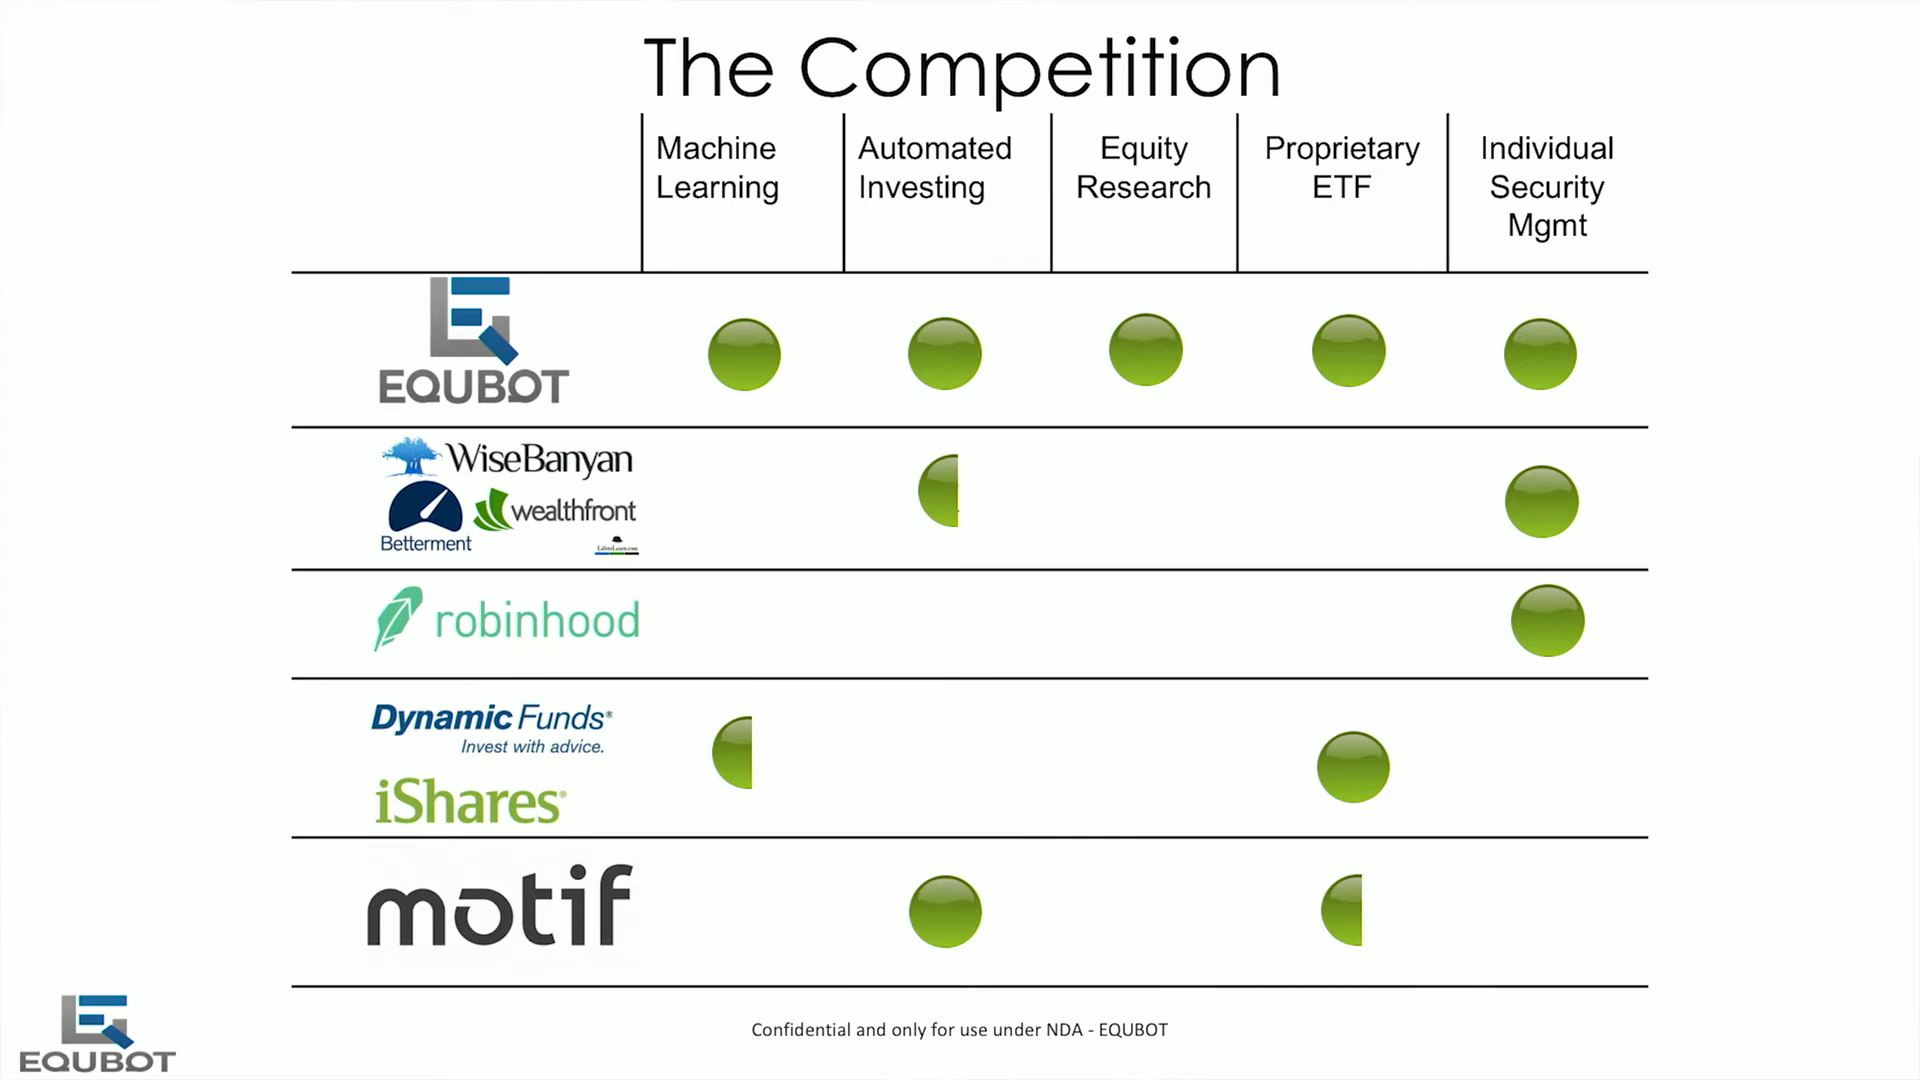 The Competition
Machine
Learning
Automated
Investing
Equity
Research
Proprietary
ETF
Individual
Security
Mgmt
EQUBOT
WiseBanyan
wealthfront
Betterment
robinhood
Dynamic Funds®
Invest with advice.
iShares®
motif
Confidential and only for use under NDA - EQUBOT
EQUBOT